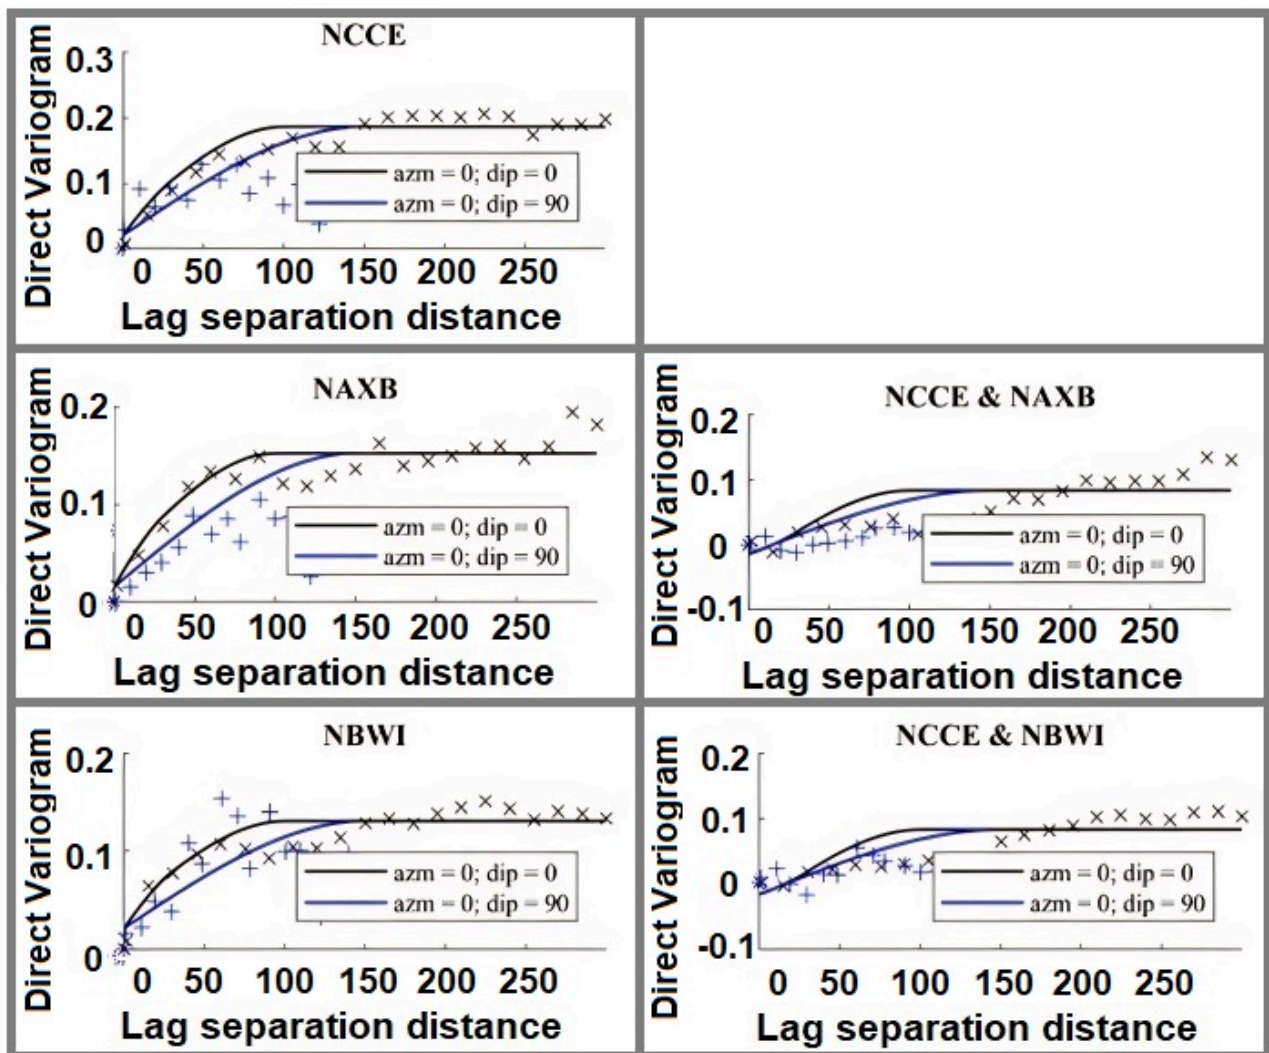 NCCE
Direct Variogram
0.3
0.2
0.1
0
azm = 0; dip = 0
azm = 0; dip = 90
0 50 100 150 200 250
Lag separation distance
NAXB
Direct Variogram
0.2
0.1
0
azm = 0; dip = 0
azm = 0; dip = 90
0 50 100 150 200 250
Lag separation distance
NCCE & NAXB
Direct Variogram
0.2
0.1
0
-0.1
azm = 0; dip = 0
azm = 0; dip = 90
0 50 100 150 200 250
Lag separation distance
NBWI
Direct Variogram
0.2
0.1
0
azm = 0; dip = 0
azm = 0; dip = 90
0 50 100 150 200 250
Lag separation distance
NCCE & NBWI
Direct Variogram
0.2
0.1
0
-0.1
azm = 0; dip = 0
azm = 0; dip = 90
0 50 100 150 200 250
Lag separation distance